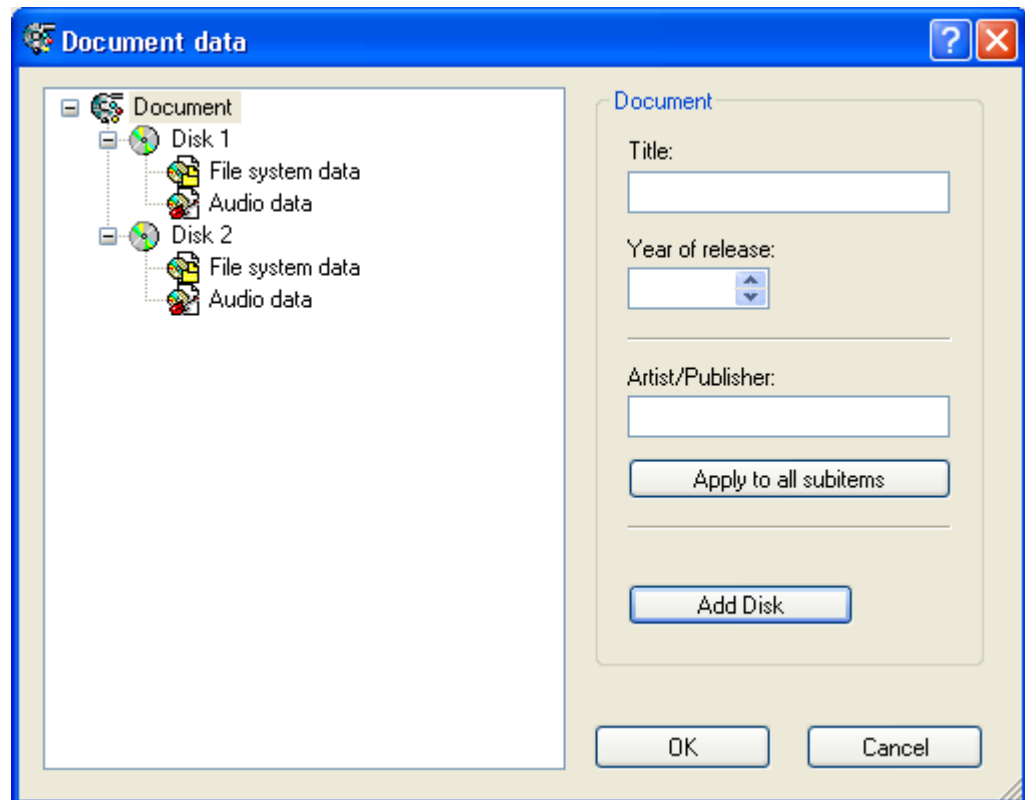 Document data
Document
Disk 1
File system data
Audio data
Disk 2
File system data
Audio data
Document
Title:
Year of release:
Artist/Publisher:
Apply to all subitems
Add Disk
OK
Cancel